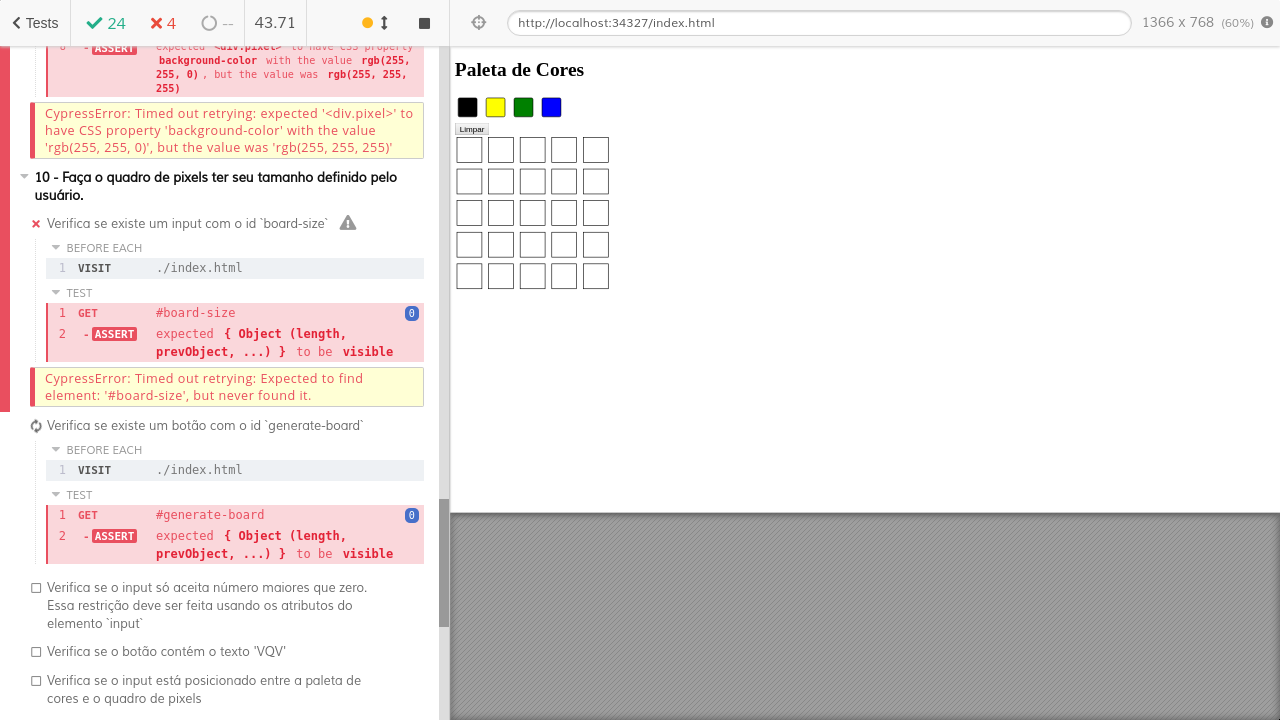 Tests
24
4
--
43.71
http://localhost:34327/index.html
1366 x 768 (60%)
6 -ASSERT expected <div.pixel> to have CSS property
background-color with the value rgb(255,
255, 0), but the value was rgb(255, 255,
255)
CypressError: Timed out retrying: expected '<div.pixel>' to
have CSS property 'background-color' with the value
'rgb(255, 255, 0)', but the value was 'rgb(255, 255, 255)'
10 - Faça o quadro de pixels ter seu tamanho definido pelo
usuário.
Verifica se existe um input com o id `board-size`
BEFORE EACH
1 VISIT ./index.html
TEST
1 GET #board-size 0
2 -ASSERT expected { Object (length,
prevObject, ...) } to be visible
CypressError: Timed out retrying: Expected to find
element: '#board-size', but never found it.
Verifica se existe um botão com o id `generate-board`
BEFORE EACH
1 VISIT ./index.html
TEST
1 GET #generate-board 0
2 -ASSERT expected { Object (length,
prevObject, ...) } to be visible
Verifica se o input só aceita número maiores que zero.
Essa restrição deve ser feita usando os atributos do
elemento `input`
Verifica se o botão contém o texto 'VQV'
Verifica se o input está posicionado entre a paleta de
cores e o quadro de pixels
Paleta de Cores
Limpar